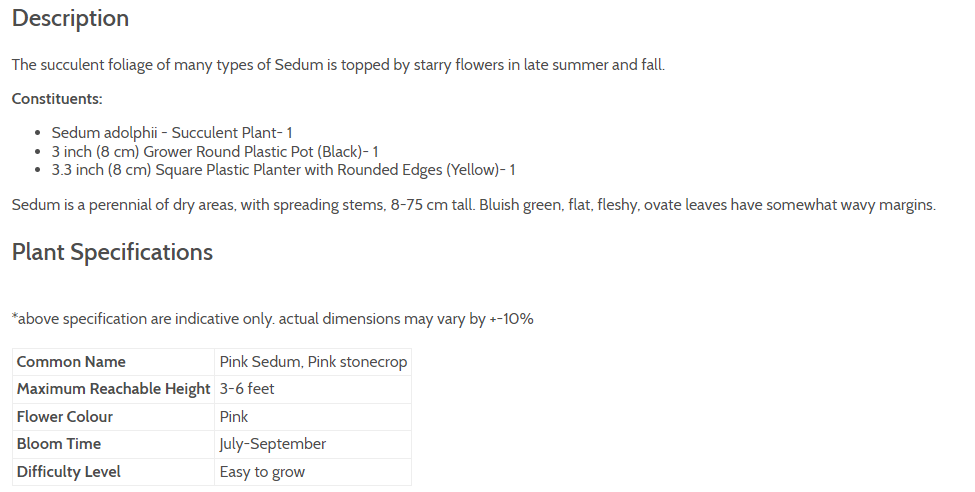 Description
The succulent foliage of many types of Sedum is topped by starry flowers in late summer and fall.
Constituents:
• Sedum adolphii - Succulent Plant- 1
• 3 inch (8 cm) Grower Round Plastic Pot (Black)- 1
• 3.3 inch (8 cm) Square Plastic Planter with Rounded Edges (Yellow)- 1
Sedum is a perennial of dry areas, with spreading stems, 8-75 cm tall. Bluish green, flat, fleshy, ovate leaves have somewhat wavy margins.
Plant Specifications
*above specification are indicative only. actual dimensions may vary by +-10%
Common Name Pink Sedum, Pink stonecrop
Maximum Reachable Height 3-6 feet
Flower Colour Pink
Bloom Time July-September
Difficulty Level Easy to grow